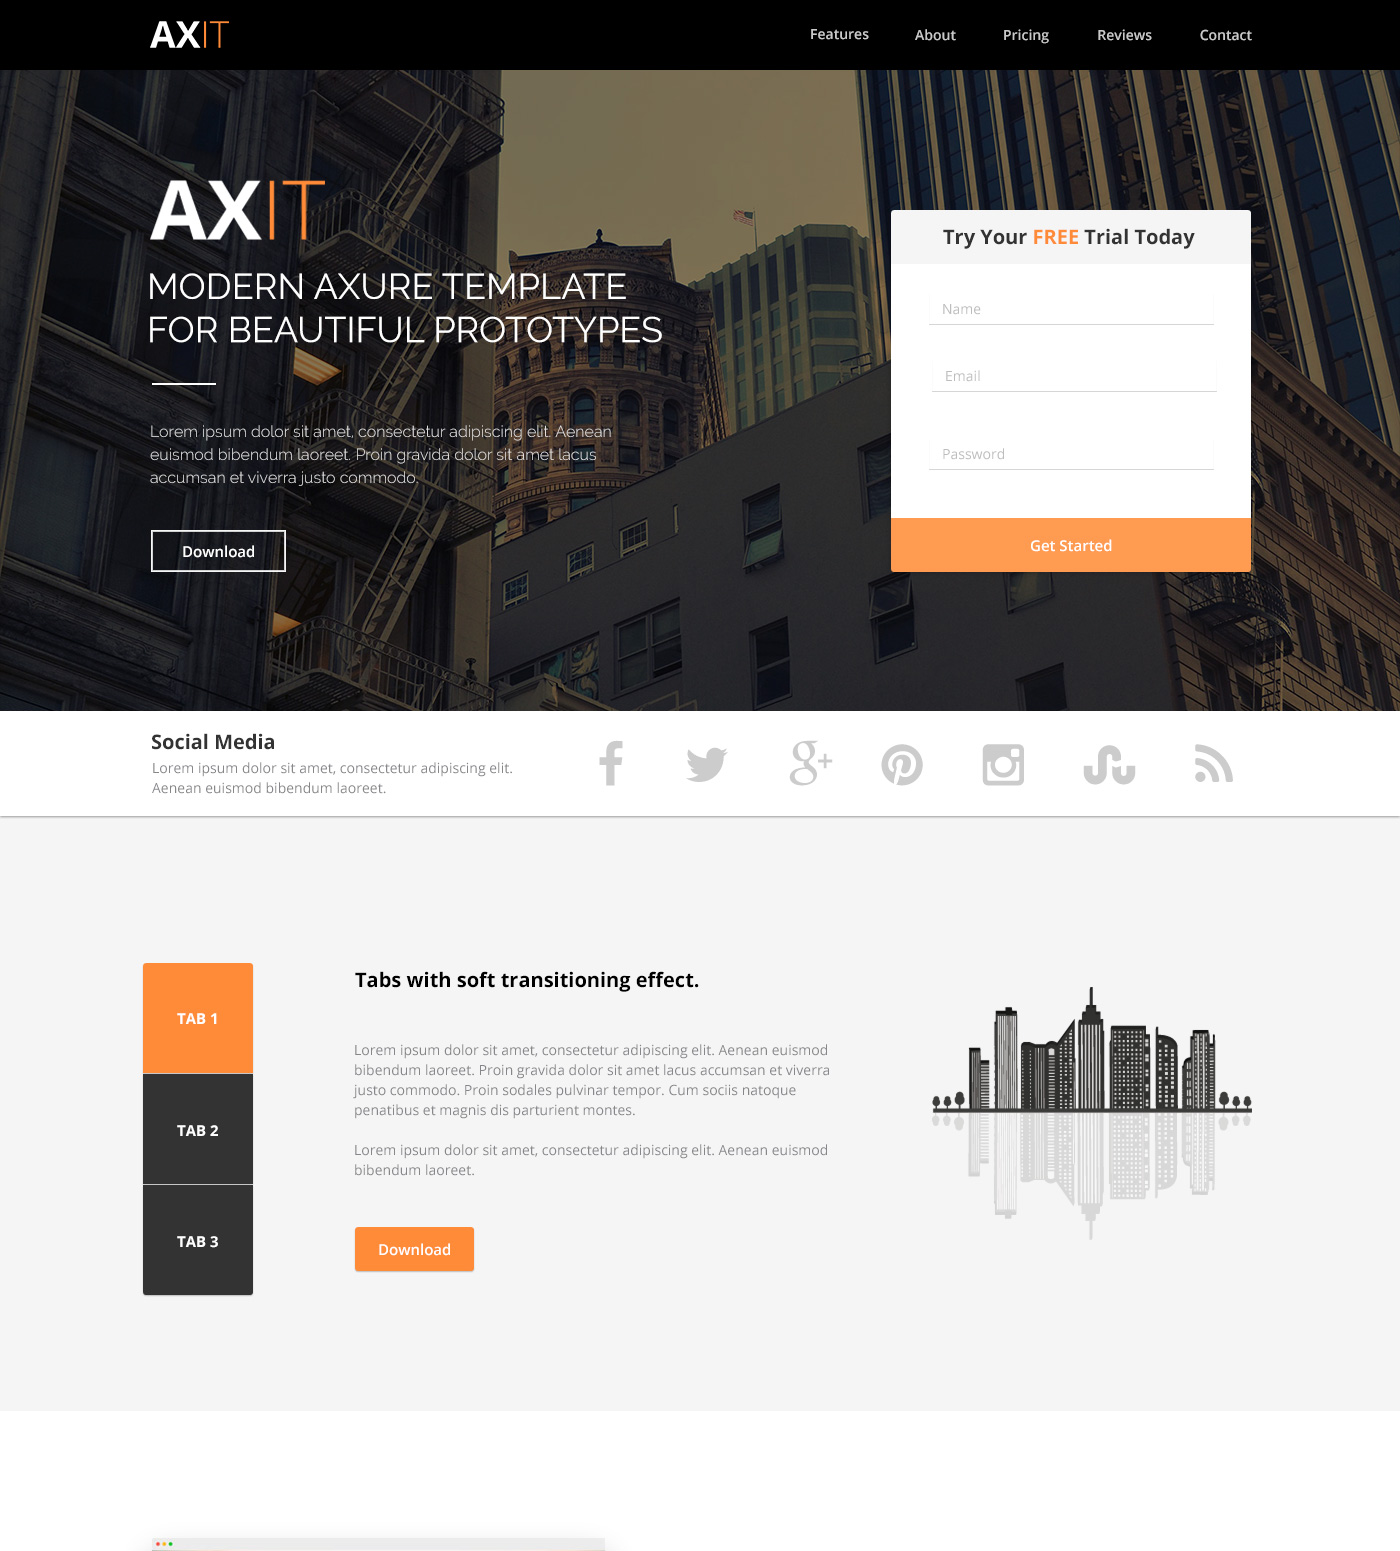 AXIT
Features
About
Pricing
Reviews
Contact
AXIT
MODERN AXURE TEMPLATE
FOR BEAUTIFUL PROTOTYPES
Lorem ipsum dolor sit amet, consectetur adipiscing elit. Aenean
euismod bibendum laoreet. Proin gravida dolor sit amet lacus
accumsan et viverra justo commodo.
Download
Try Your FREE Trial Today
Name
Email
Password
Get Started
Social Media
Lorem ipsum dolor sit amet, consectetur adipiscing elit.
Aenean euismod bibendum laoreet.
TAB 1
TAB 2
TAB 3
Tabs with soft transitioning effect.
Lorem ipsum dolor sit amet, consectetur adipiscing elit. Aenean euismod
bibendum laoreet. Proin gravida dolor sit amet lacus accumsan et viverra
justo commodo. Proin sodales pulvinar tempor. Cum sociis natoque
penatibus et magnis dis parturient montes.
Lorem ipsum dolor sit amet, consectetur adipiscing elit. Aenean euismod
bibendum laoreet.
Download